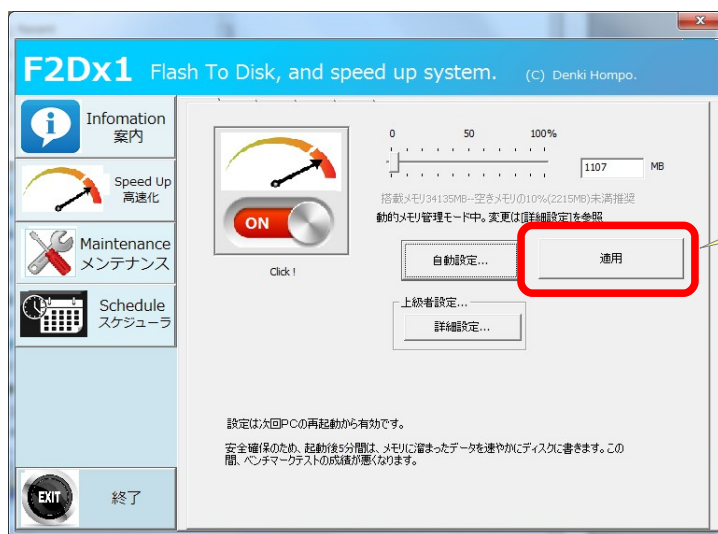 F2Dx1 Flash To Disk, and speed up system. (C) Denki Hompo.
Infomation
案内
Speed Up
高速化
Maintenance
メンテナンス
Schedule
スケジューラ
EXIT
終了
ON
Click !
0 50 100%
1107 MB
搭載メモリ34135MB--空きメモリの10%(2215MB)未満推奨
動的メモリ管理モード中。変更は[詳細設定]を参照
自動設定...
適用
上級者設定...
詳細設定...
設定は次回PCの再起動から有効です。
安全確保のため、起動後5分間は、メモリに溜まったデータを速やかにディスクに書きます。この
間、ベンチマークテストの成績が悪くなります。